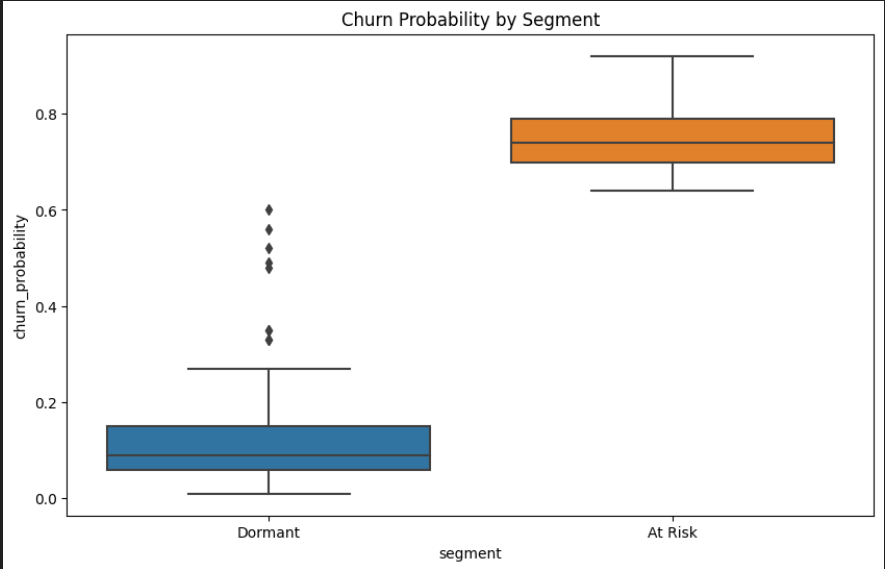 Churn Probability by Segment
churn_probability
0.8
0.6
0.4
0.2
0.0
Dormant
At Risk
segment